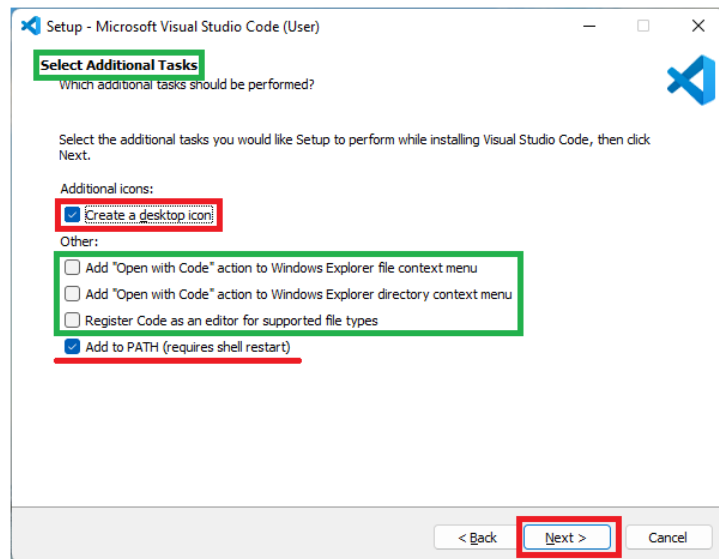 Setup - Microsoft Visual Studio Code (User)
Select Additional Tasks
Which additional tasks should be performed?
Select the additional tasks you would like Setup to perform while installing Visual Studio Code, then click
Next.
Additional icons:
Create a desktop icon
Other:
Add "Open with Code" action to Windows Explorer file context menu
Add "Open with Code" action to Windows Explorer directory context menu
Register Code as an editor for supported file types
Add to PATH (requires shell restart)
< Back
Next >
Cancel